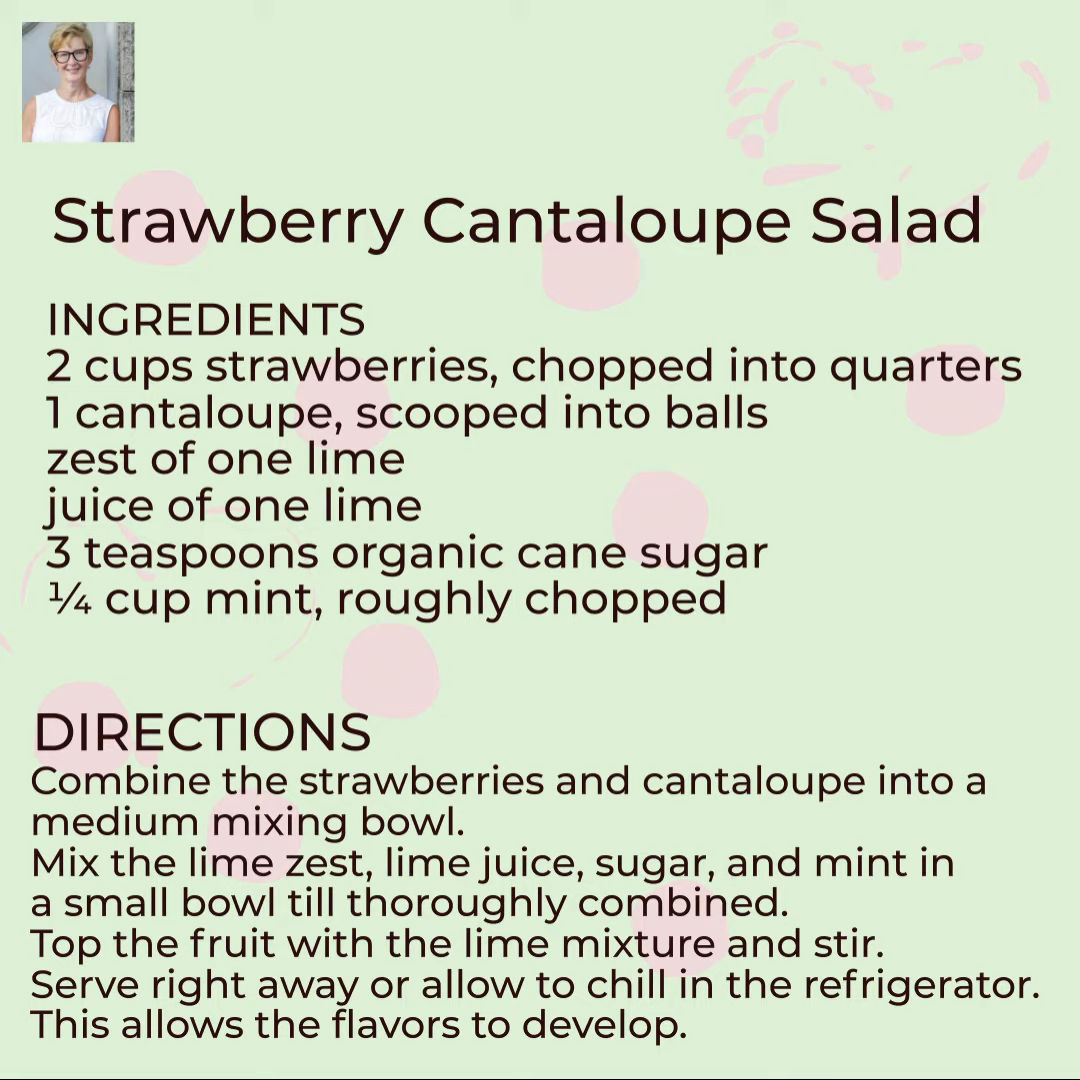 Strawberry Cantaloupe Salad
INGREDIENTS
2 cups strawberries, chopped into quarters
1 cantaloupe, scooped into balls
zest of one lime
juice of one lime
3 teaspoons organic cane sugar
¼ cup mint, roughly chopped
DIRECTIONS
Combine the strawberries and cantaloupe into a
medium mixing bowl.
Mix the lime zest, lime juice, sugar, and mint in
a small bowl till thoroughly combined.
Top the fruit with the lime mixture and stir.
Serve right away or allow to chill in the refrigerator.
This allows the flavors to develop.